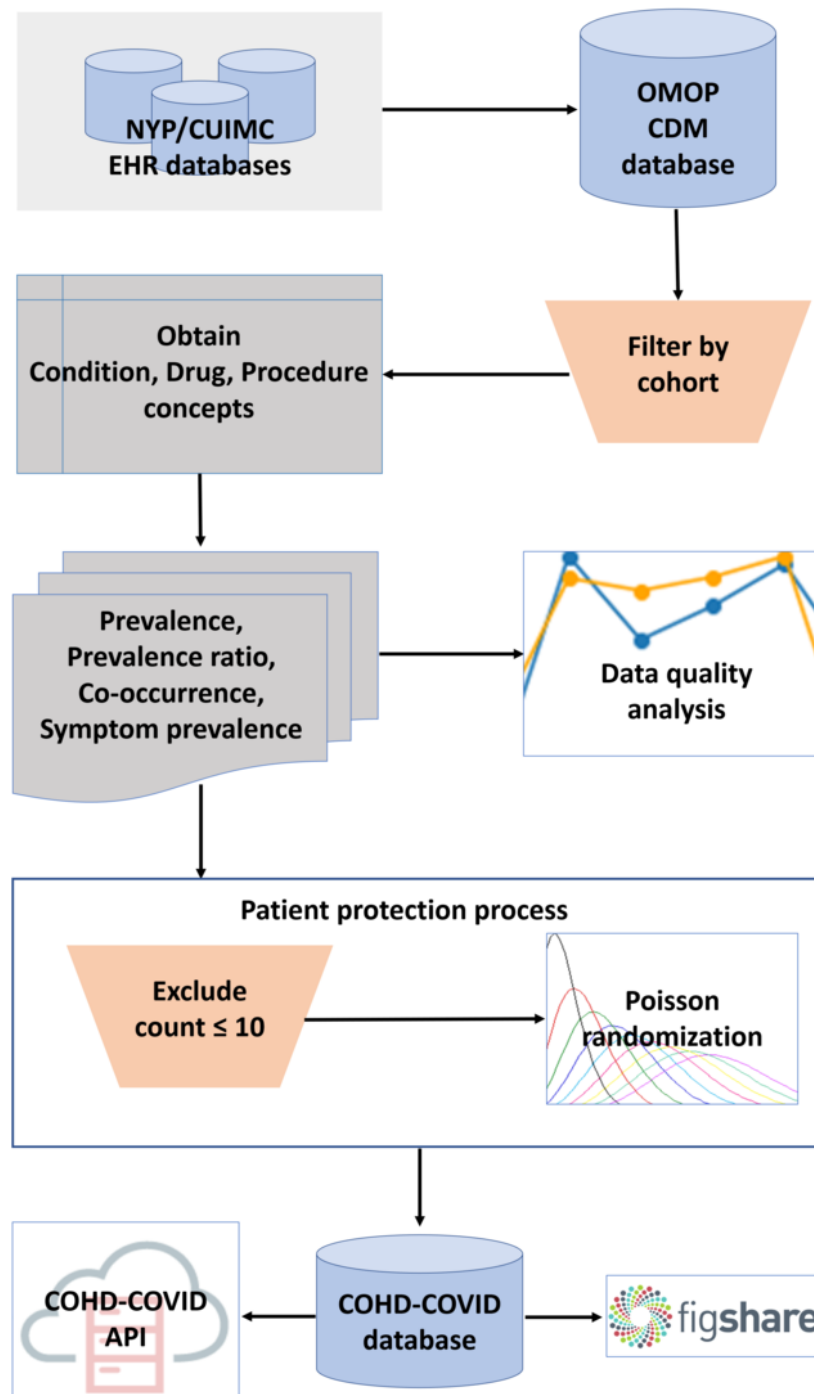 NYP/CUIMC
EHR databases
OMOP
CDM
database
Obtain
Condition, Drug, Procedure
concepts
Filter by
cohort
Prevalence,
Prevalence ratio,
Co-occurrence,
Symptom prevalence
Data quality
analysis
Patient protection process
Exclude
count ≤ 10
Poisson
randomization
COHD-COVID
API
COHD-COVID
database
figshare